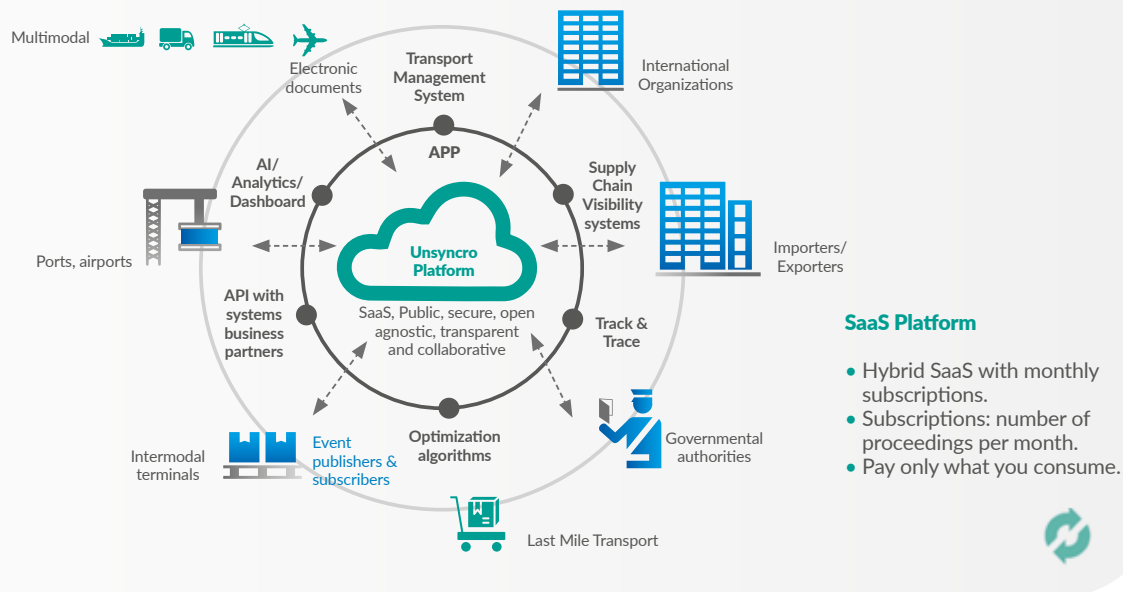 Multimodal
Electronic
documents
Transport
Management
System
International
Organizations
APP
AI/
Analytics/
Dashboard
Supply
Chain
Visibility
systems
Ports, airports
Unsyncro
Platform
Importers/
Exporters
API with
systems
business
partners
SaaS, Public, secure, open
agnostic, transparent
and collaborative
Track &
Trace
SaaS Platform
• Hybrid SaaS with monthly
subscriptions.
• Subscriptions: number of
proceedings per month.
• Pay only what you consume.
Intermodal
terminals
Event
publishers &
subscribers
Optimization
algorithms
Governmental
authorities
Last Mile Transport